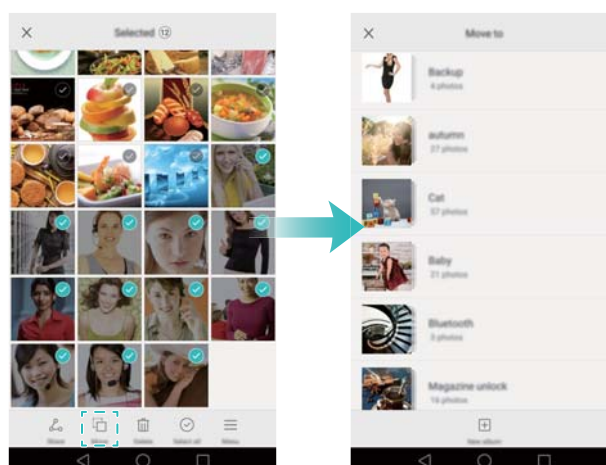 Selected 12
Share
Move
Delete
Select all
Menu
Move to
Backup
4 photos
autumn
27 photos
Cat
57 photos
Baby
21 photos
Bluetooth
3 photos
Magazine unlock
16 photos
New album